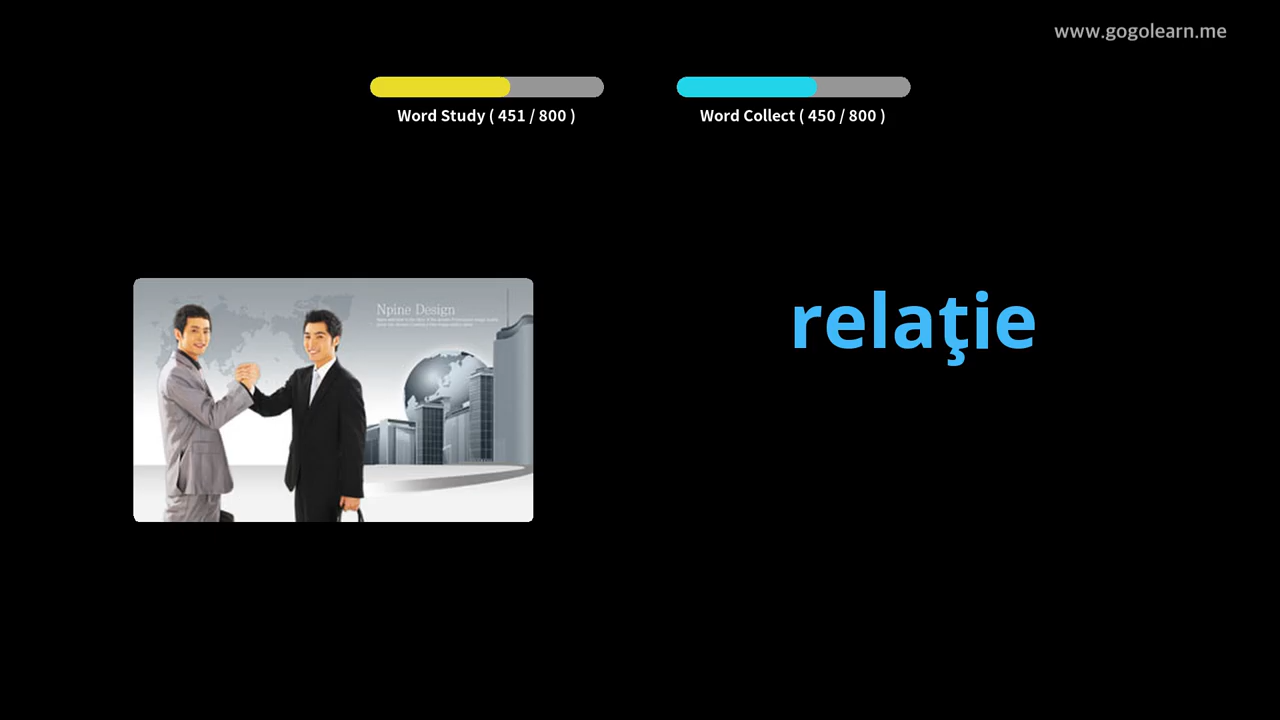 www.gogolearn.me
Word Study ( 451 / 800 )
Word Collect ( 450 / 800 )
Npine Design
relaţie